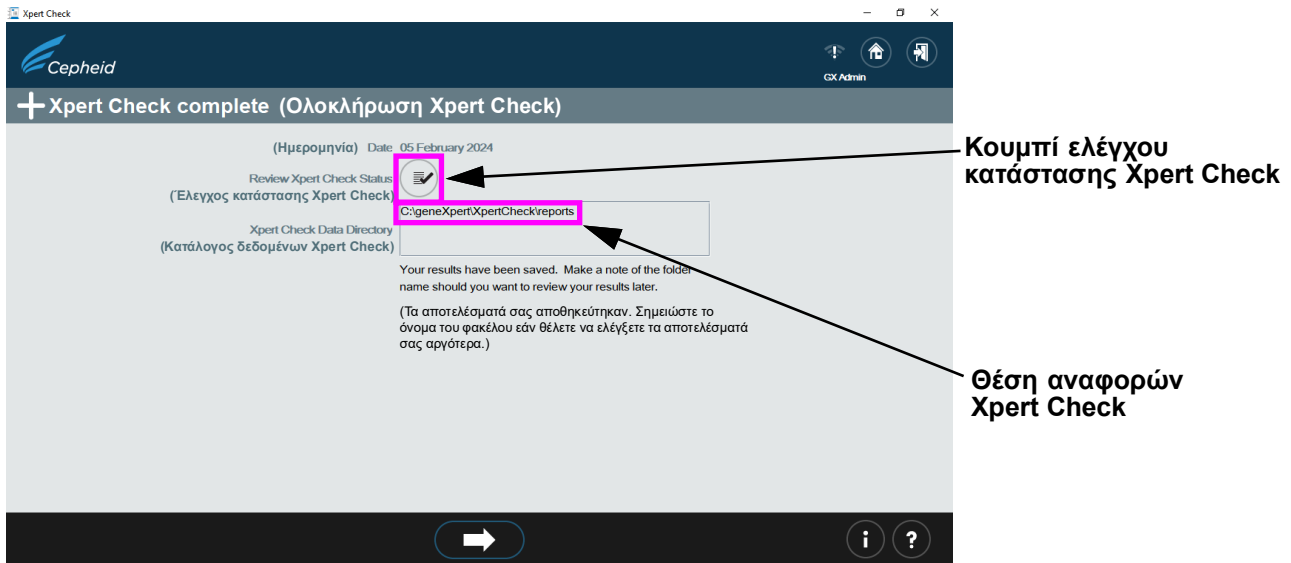 Xpert Check
Cepheid
GX Admin
Xpert Check complete (Ολοκλήρωση Xpert Check)
(Ημερομηνία) Date 05 February 2024
Review Xpert Check Status
(Έλεγχος κατάστασης Xpert Check)
C:\geneXpert\XpertCheck\reports
Xpert Check Data Directory
(Κατάλογος δεδομένων Xpert Check)
Your results have been saved. Make a note of the folder
name should you want to review your results later.
(Τα αποτελέσματά σας αποθηκεύτηκαν. Σημειώστε το
όνομα του φακέλου εάν θέλετε να ελέγξετε τα αποτελέσματά
σας αργότερα.)
Κουμπί ελέγχου
κατάστασης Xpert Check
Θέση αναφορών
Xpert Check
i ?